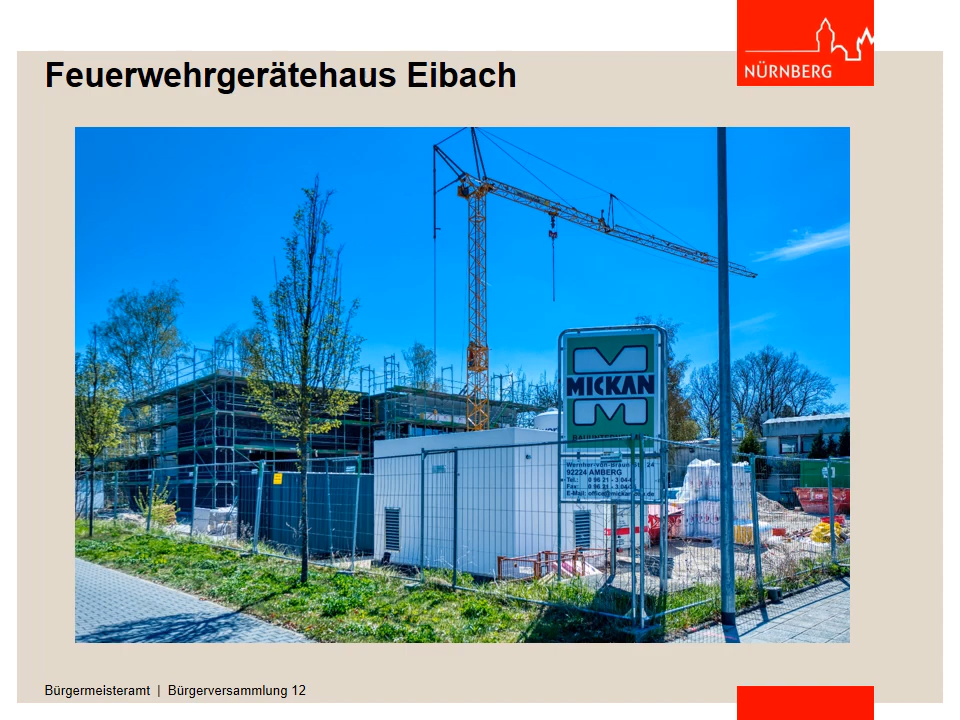 Feuerwehrgerätehaus Eibach
NÜRNBERG
MICKAN
92224 AMBERG
Tel.:
Fax:
E-Mail:
Bürgermeisteramt | Bürgerversammlung 12